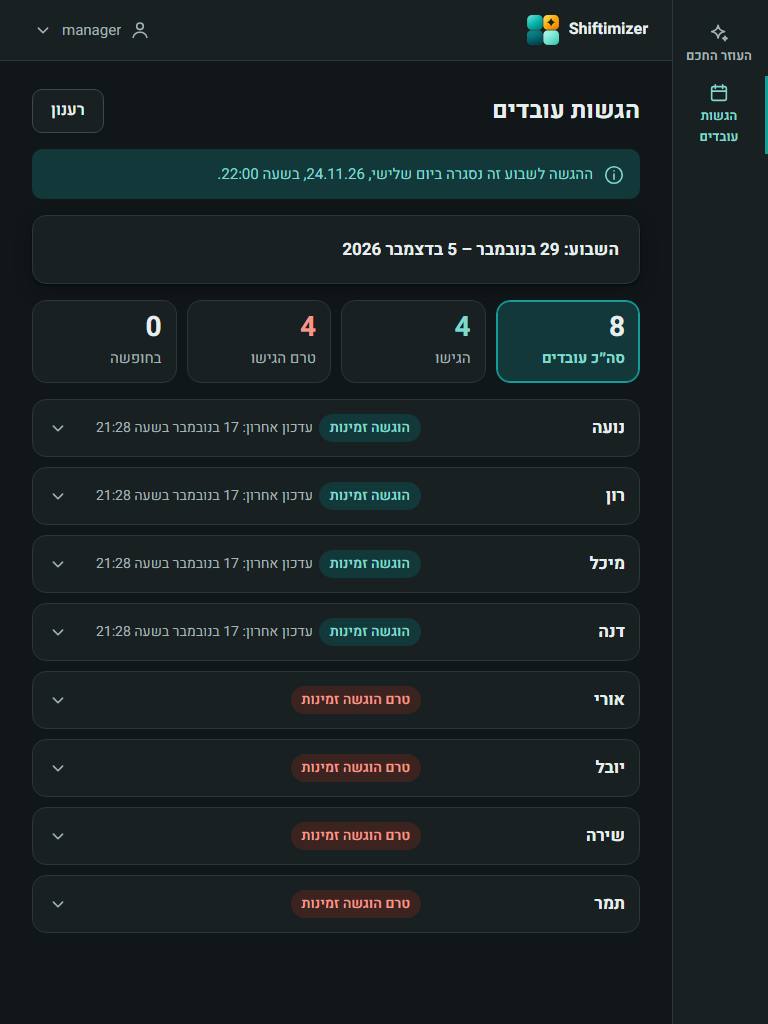 Shiftimizer
manager
העוזר החכם
הגשות
עובדים
הגשות עובדים
רענון
ההגשה לשבוע זה נסגרה ביום שלישי, 24.11.26, בשעה 22:00.
השבוע: 29 בנובמבר – 5 בדצמבר 2026
8
סה״כ עובדים
4
הגישו
4
טרם הגישו
0
בחופשה
נועה הוגשה זמינות עדכון אחרון: 17 בנובמבר בשעה 21:28
רון הוגשה זמינות עדכון אחרון: 17 בנובמבר בשעה 21:28
מיכל הוגשה זמינות עדכון אחרון: 17 בנובמבר בשעה 21:28
דנה הוגשה זמינות עדכון אחרון: 17 בנובמבר בשעה 21:28
אורי טרם הוגשה זמינות
יובל טרם הוגשה זמינות
שירה טרם הוגשה זמינות
תמר טרם הוגשה זמינות